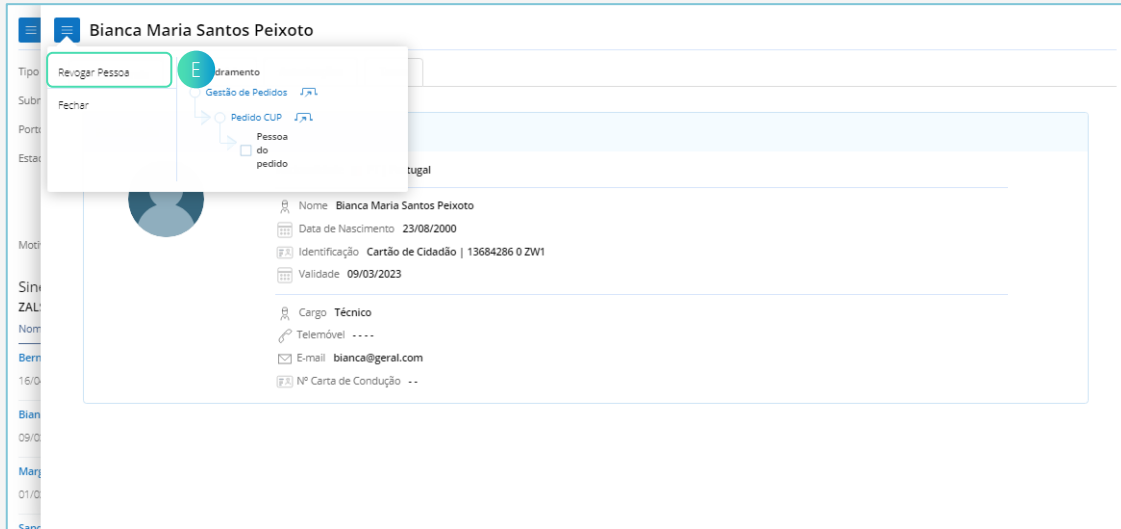 Bianca Maria Santos Peixoto
Tipo
Revogar Pessoa
E
dramento
Subr
Fechar
Gestão de Pedidos
Porto
Pedido CUP
Estad
Pessoa
do
pedido
tugal
Nome Bianca Maria Santos Peixoto
Data de Nascimento 23/08/2000
Moti
Identificação Cartão de Cidadão | 13684286 0 ZW1
Validade 09/03/2023
Sine
ZAL
Cargo Técnico
Nom
Telemóvel ----
Bern
E-mail bianca@geral.com
16/0
Nº Carta de Condução --
Bian
09/0
Marg
01/0